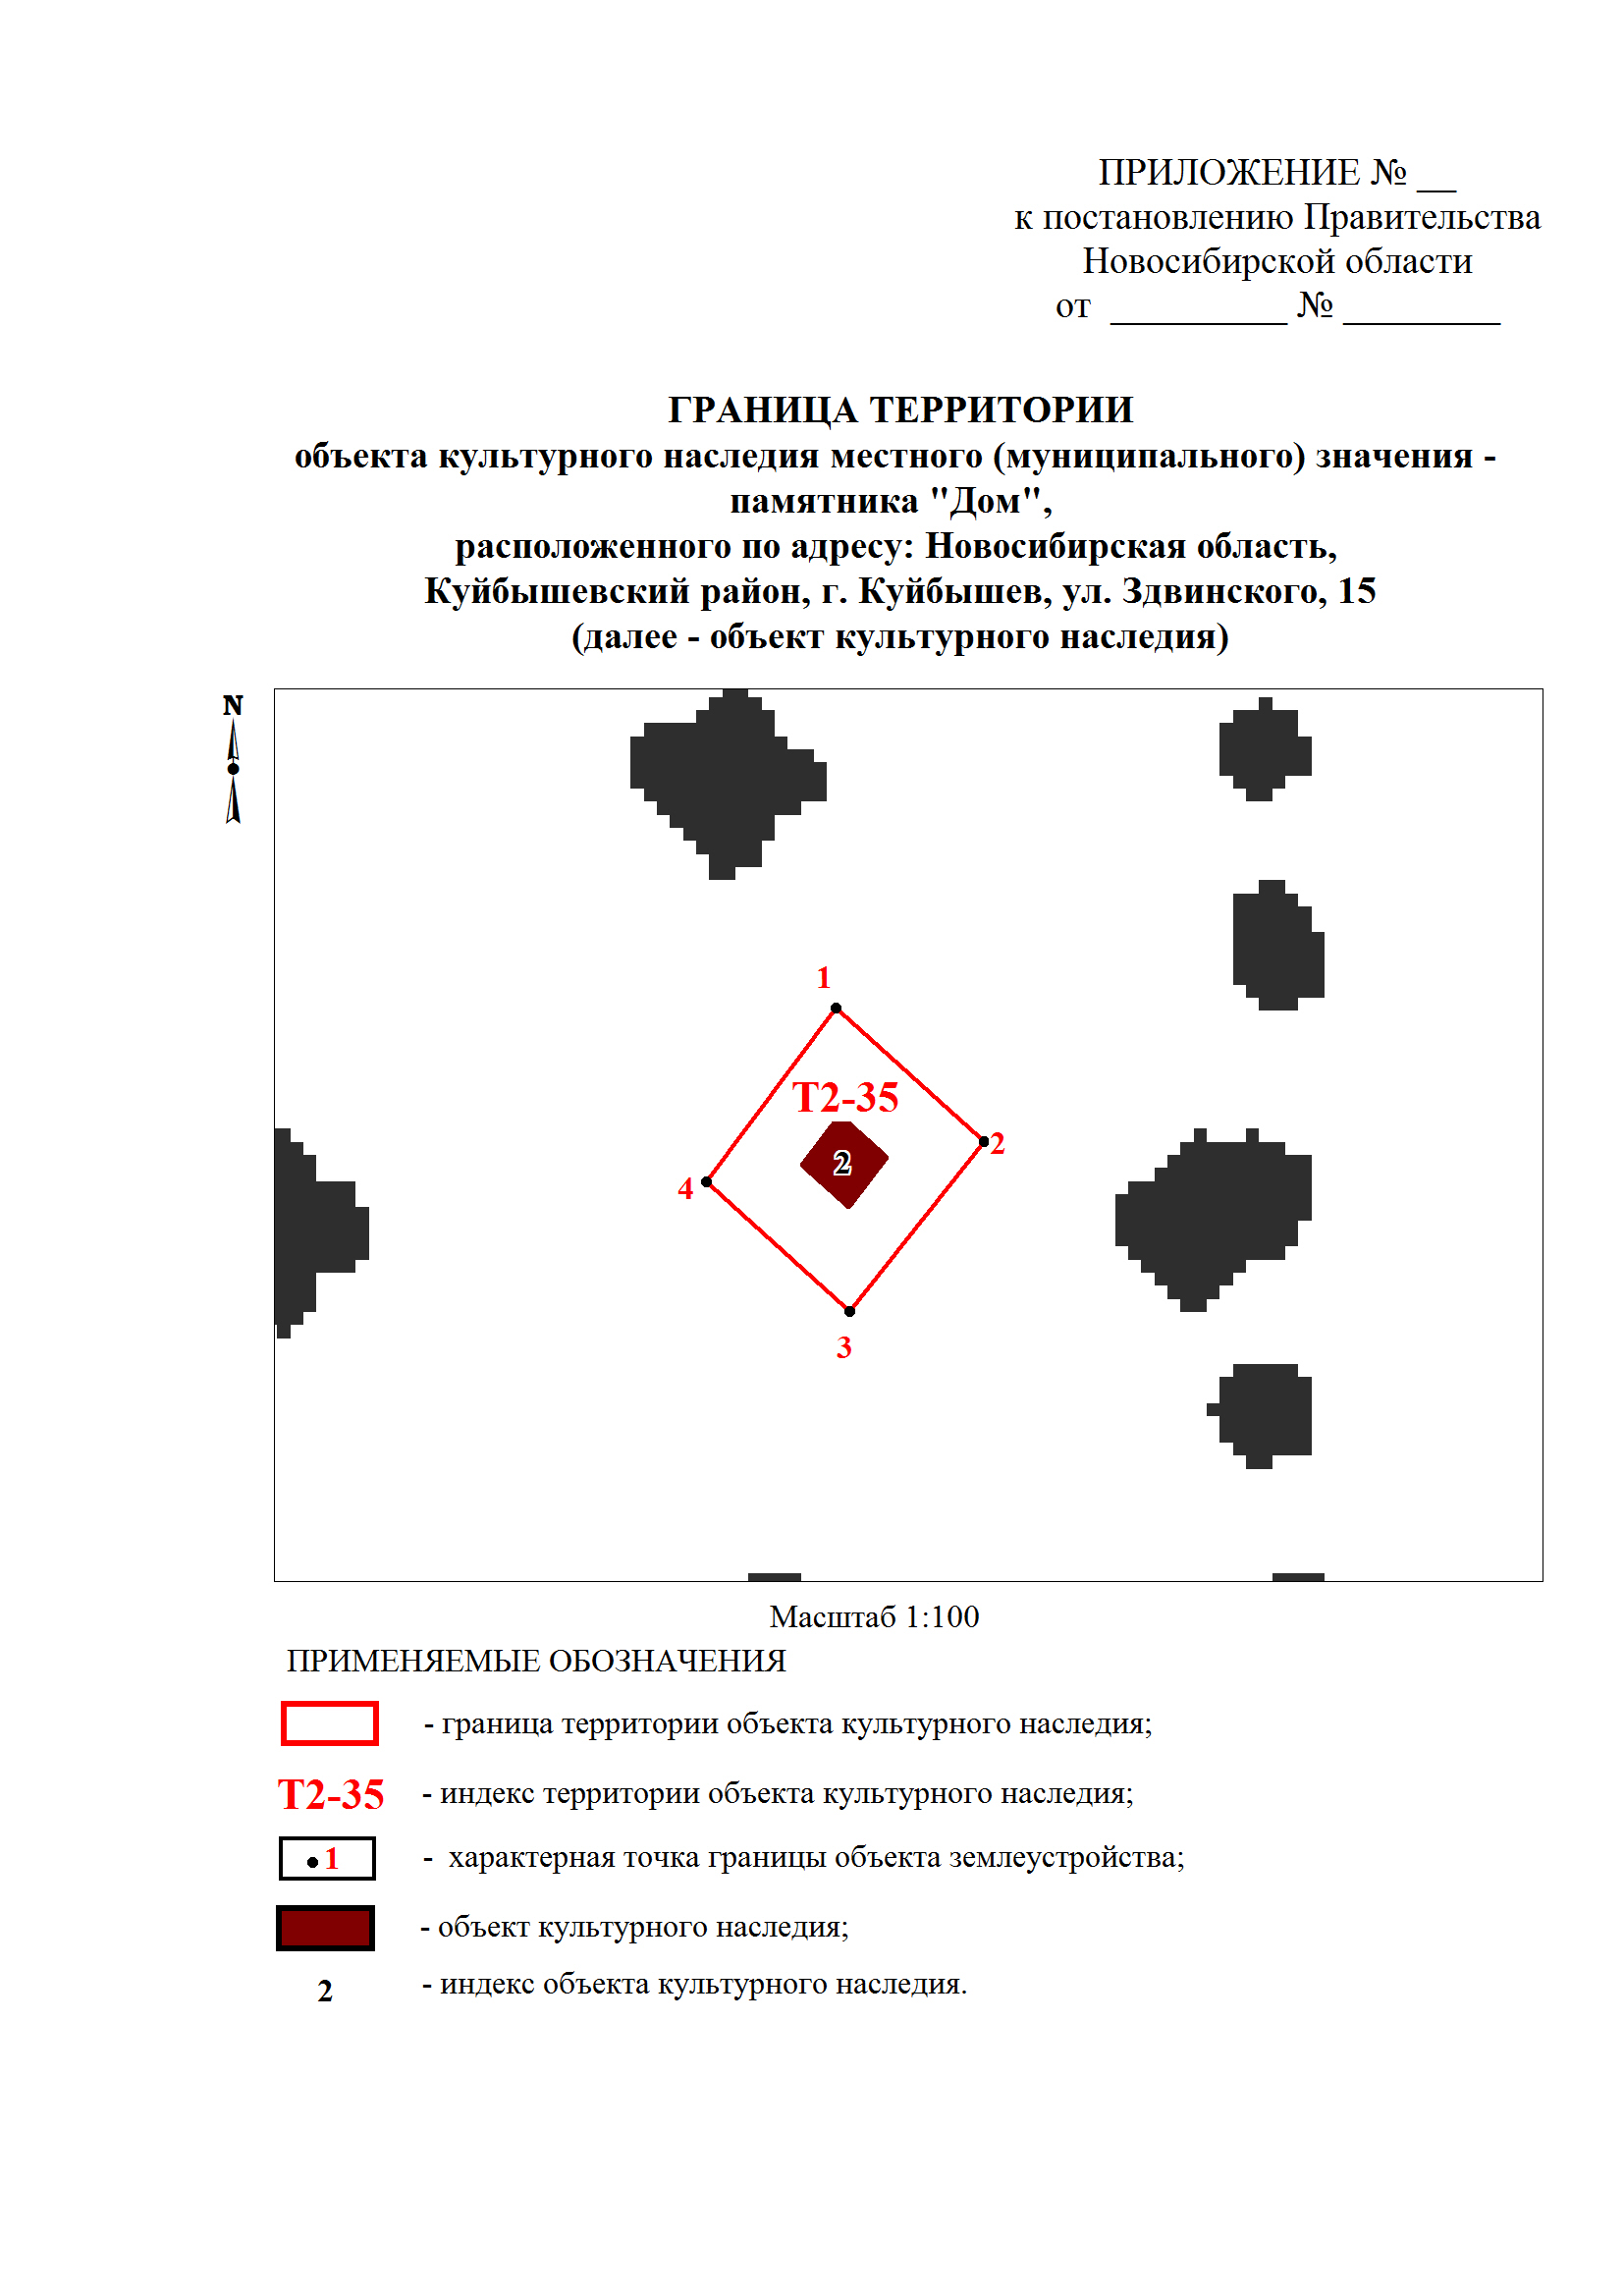 ПРИЛОЖЕНИЕ № __
к постановлению Правительства
Новосибирской области
от _________ № ________
ГРАНИЦА ТЕРРИТОРИИ
объекта культурного наследия местного (муниципального) значения -
памятника "Дом",
расположенного по адресу: Новосибирская область,
Куйбышевский район, г. Куйбышев, ул. Здвинского, 15
(далее - объект культурного наследия)
N
1
Т2-35
2
2
4
3
Масштаб 1:100
ПРИМЕНЯЕМЫЕ ОБОЗНАЧЕНИЯ
- граница территории объекта культурного наследия;
Т2-35 - индекс территории объекта культурного наследия;
1 - характерная точка границы объекта землеустройства;
- объект культурного наследия;
2 - индекс объекта культурного наследия.